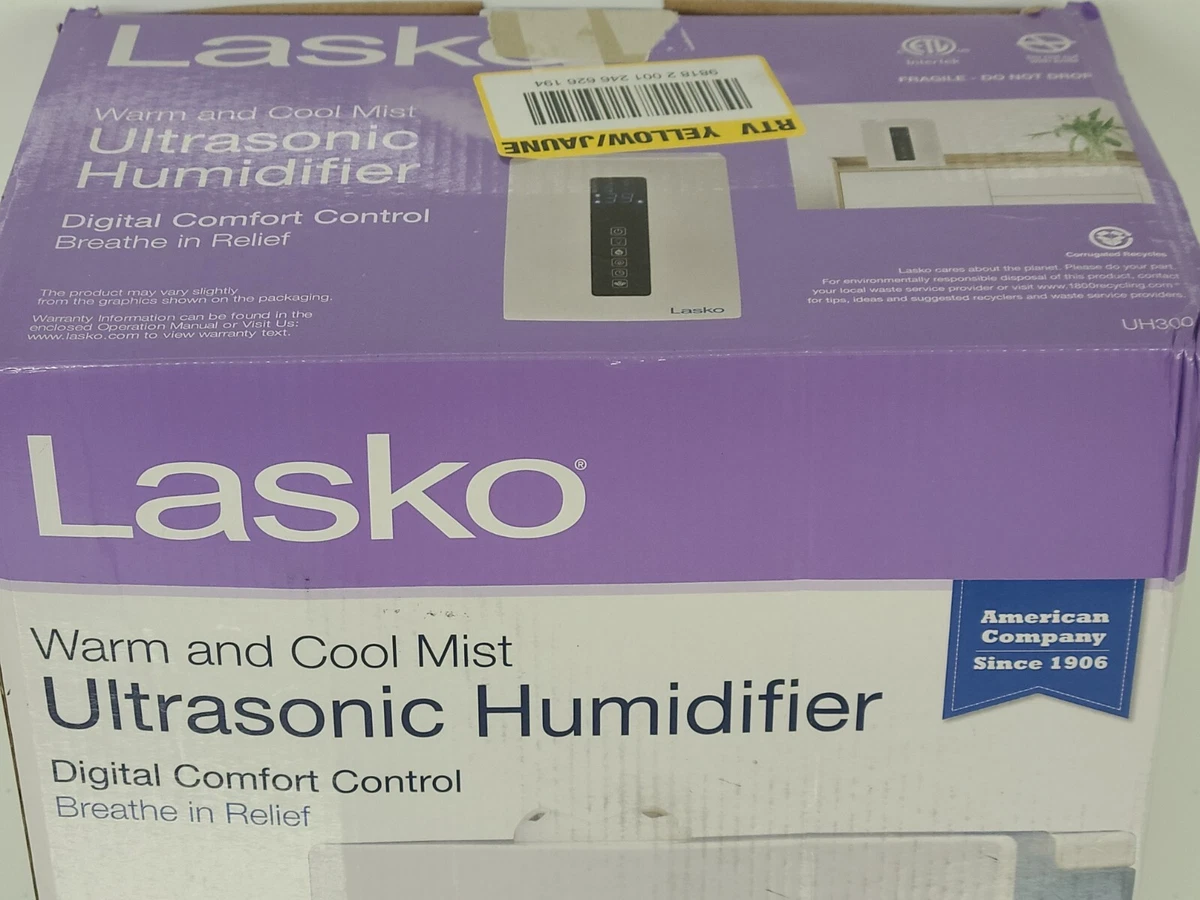 Lasko
Warm and Cool Mist
Ultrasonic
Humidifier
Digital Comfort Control
Breathe in Relief
The product may vary slightly
from the graphics shown on the packaging.
Warranty Information can be found in the
enclosed Operation Manual or Visit Us:
www.lasko.com to view warranty text.
9818 2 001 246 626 194
RTV YELLOW/JAUNE
Lasko
ETL
Intertek
FRAGILE - DO NOT DROP
Corrugated Recycles
Lasko cares about the planet. Please do your part.
For environmentally responsible disposal of this product, contact
your local waste service provider or visit www.1800recycling.com
for tips, ideas and suggested recyclers and waste service providers.
UH300
Lasko®
American
Company
Since 1906
Warm and Cool Mist
Ultrasonic Humidifier
Digital Comfort Control
Breathe in Relief